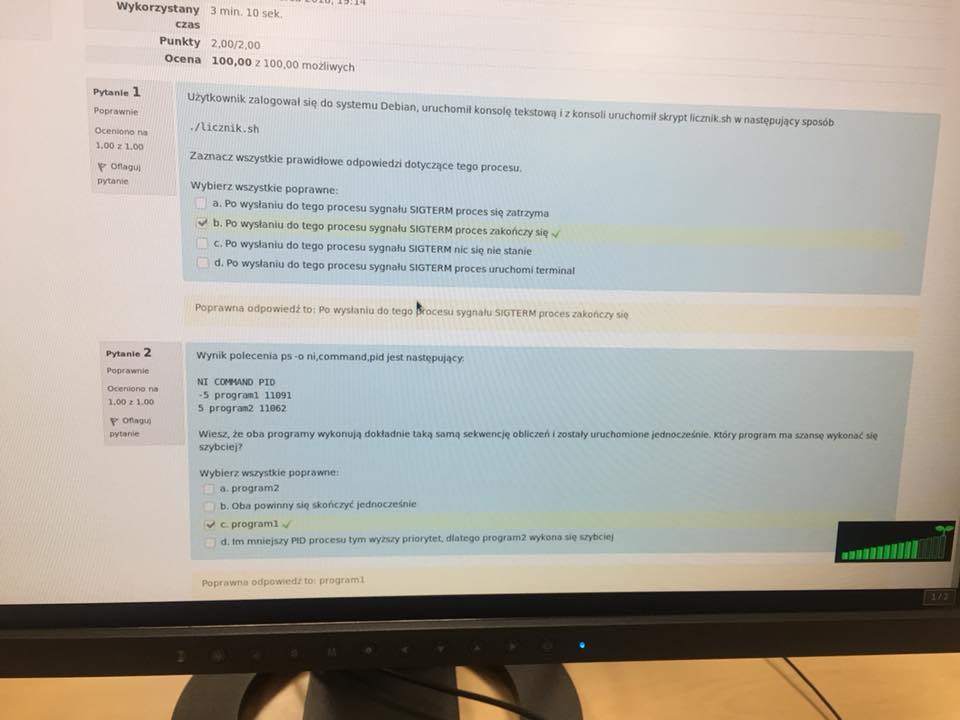 Wykorzystany 3 min. 10 sek.
czas
Punkty 2,00/2,00
Ocena 100,00 z 100,00 możliwych
Pytanie 1
Poprawnie
Oceniono na
1,00 z 1,00
Oflaguj
pytanie
Użytkownik zalogował się do systemu Debian, uruchomił konsolę tekstową i z konsoli uruchomił skrypt licznik.sh w następujący sposób
./licznik.sh
Zaznacz wszystkie prawidłowe odpowiedzi dotyczące tego procesu.
Wybierz wszystkie poprawne:
a. Po wysłaniu do tego procesu sygnału SIGTERM proces się zatrzyma
b. Po wysłaniu do tego procesu sygnału SIGTERM proces zakończy się
c. Po wysłaniu do tego procesu sygnału SIGTERM nic się nie stanie
d. Po wysłaniu do tego procesu sygnału SIGTERM proces uruchomi terminal
Poprawna odpowiedź to: Po wysłaniu do tego procesu sygnału SIGTERM proces zakończy się
Pytanie 2
Poprawnie
Oceniono na
1,00 z 1,00
Oflaguj
pytanie
Wynik polecenia ps -o ni,command,pid jest następujący:
NI COMMAND PID
-5 program1 11091
5 program2 11062
Wiesz, że oba programy wykonują dokładnie taką samą sekwencję obliczeń i zostały uruchomione jednocześnie. Który program ma szansę wykonać się
szybciej?
Wybierz wszystkie poprawne:
a. program2
b. Oba powinny się skończyć jednocześnie
c. program1
d. Im mniejszy PID procesu tym wyższy priorytet, dlatego program2 wykona się szybciej
Poprawna odpowiedź to: program1
1/2
M